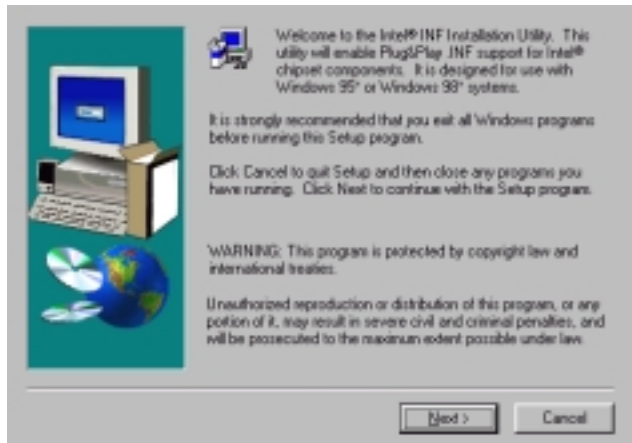 Welcome to the Intel® INF Installation Utility. This
utility will enable Plug&Play .INF support for Intel®
chipset components. It is designed for use with
Windows 95* or Windows 98* systems.
It is strongly recommended that you exit all Windows programs
before running this Setup program.
Click Cancel to quit Setup and then close any programs you
have running. Click Next to continue with the Setup program.
WARNING: This program is protected by copyright law and
international treaties.
Unauthorized reproduction or distribution of this program, or any
portion of it, may result in severe civil and criminal penalties, and
will be prosecuted to the maximum extent possible under law.
Next > Cancel